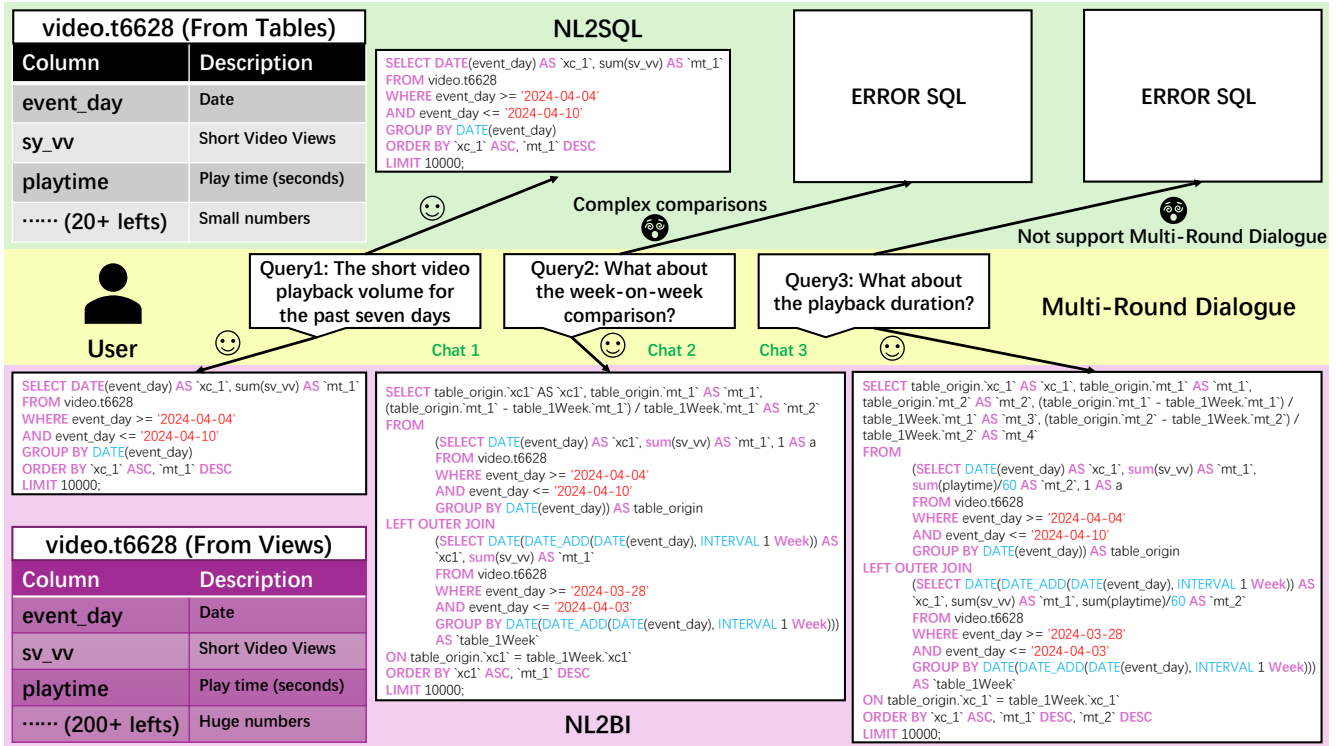 video.t6628 (From Tables)
Column Description
event_day Date
sy_vv Short Video Views
playtime Play time (seconds)
······ (20+ lefts) Small numbers
NL2SQL
SELECT DATE(event_day) AS `xc_1`, sum(sv_vv) AS `mt_1`
FROM video.t6628
WHERE event_day >= '2024-04-04'
AND event_day <= '2024-04-10'
GROUP BY DATE(event_day)
ORDER BY `xc_1` ASC, `mt_1` DESC
LIMIT 10000;
ERROR SQL
ERROR SQL
Complex comparisons
Not support Multi-Round Dialogue
User
Query1: The short video
playback volume for
the past seven days
Query2: What about
the week-on-week
comparison?
Query3: What about
the playback duration?
Multi-Round Dialogue
Chat 1
Chat 2
Chat 3
SELECT DATE(event_day) AS `xc_1`, sum(sv_vv) AS `mt_1`
FROM video.t6628
WHERE event_day >= '2024-04-04'
AND event_day <= '2024-04-10'
GROUP BY DATE(event_day)
ORDER BY `xc_1` ASC, `mt_1` DESC
LIMIT 10000;
video.t6628 (From Views)
Column Description
event_day Date
sv_vv Short Video Views
playtime Play time (seconds)
······ (200+ lefts) Huge numbers
SELECT table_origin.`xc1` AS `xc1`, table_origin.`mt_1` AS `mt_1`,
(table_origin.`mt_1` - table_1Week.`mt_1`) / table_1Week.`mt_1` AS `mt_2`
FROM
(SELECT DATE(event_day) AS `xc1`, sum(sv_vv) AS `mt_1`, 1 AS a
FROM video.t6628
WHERE event_day >= '2024-04-04'
AND event_day <= '2024-04-10'
GROUP BY DATE(event_day)) AS table_origin
LEFT OUTER JOIN
(SELECT DATE(DATE_ADD(DATE(event_day), INTERVAL 1 Week)) AS
`xc1`, sum(sv_vv) AS `mt_1`
FROM video.t6628
WHERE event_day >= '2024-03-28'
AND event_day <= '2024-04-03'
GROUP BY DATE(DATE_ADD(DATE(event_day), INTERVAL 1 Week)))
AS `table_1Week`
ON table_origin.`xc1` = table_1Week.`xc1`
ORDER BY `xc1` ASC, `mt_1` DESC
LIMIT 10000;
NL2BI
SELECT table_origin.`xc_1` AS `xc_1`, table_origin.`mt_1` AS `mt_1`,
table_origin.`mt_2` AS `mt_2`, (table_origin.`mt_1` - table_1Week.`mt_1`) /
table_1Week.`mt_1` AS `mt_3`, (table_origin.`mt_2` - table_1Week.`mt_2`) /
table_1Week.`mt_2` AS `mt_4`
FROM
(SELECT DATE(event_day) AS `xc_1`, sum(sv_vv) AS `mt_1`,
sum(playtime)/60 AS `mt_2`, 1 AS a
FROM video.t6628
WHERE event_day >= '2024-04-04'
AND event_day <= '2024-04-10'
GROUP BY DATE(event_day)) AS table_origin
LEFT OUTER JOIN
(SELECT DATE(DATE_ADD(DATE(event_day), INTERVAL 1 Week)) AS
`xc_1`, sum(sv_vv) AS `mt_1`, sum(playtime)/60 AS `mt_2`
FROM video.t6628
WHERE event_day >= '2024-03-28'
AND event_day <= '2024-04-03'
GROUP BY DATE(DATE_ADD(DATE(event_day), INTERVAL 1 Week)))
AS `table_1Week`
ON table_origin.`xc_1` = table_1Week.`xc_1`
ORDER BY `xc_1` ASC, `mt_1` DESC, `mt_2` DESC
LIMIT 10000;